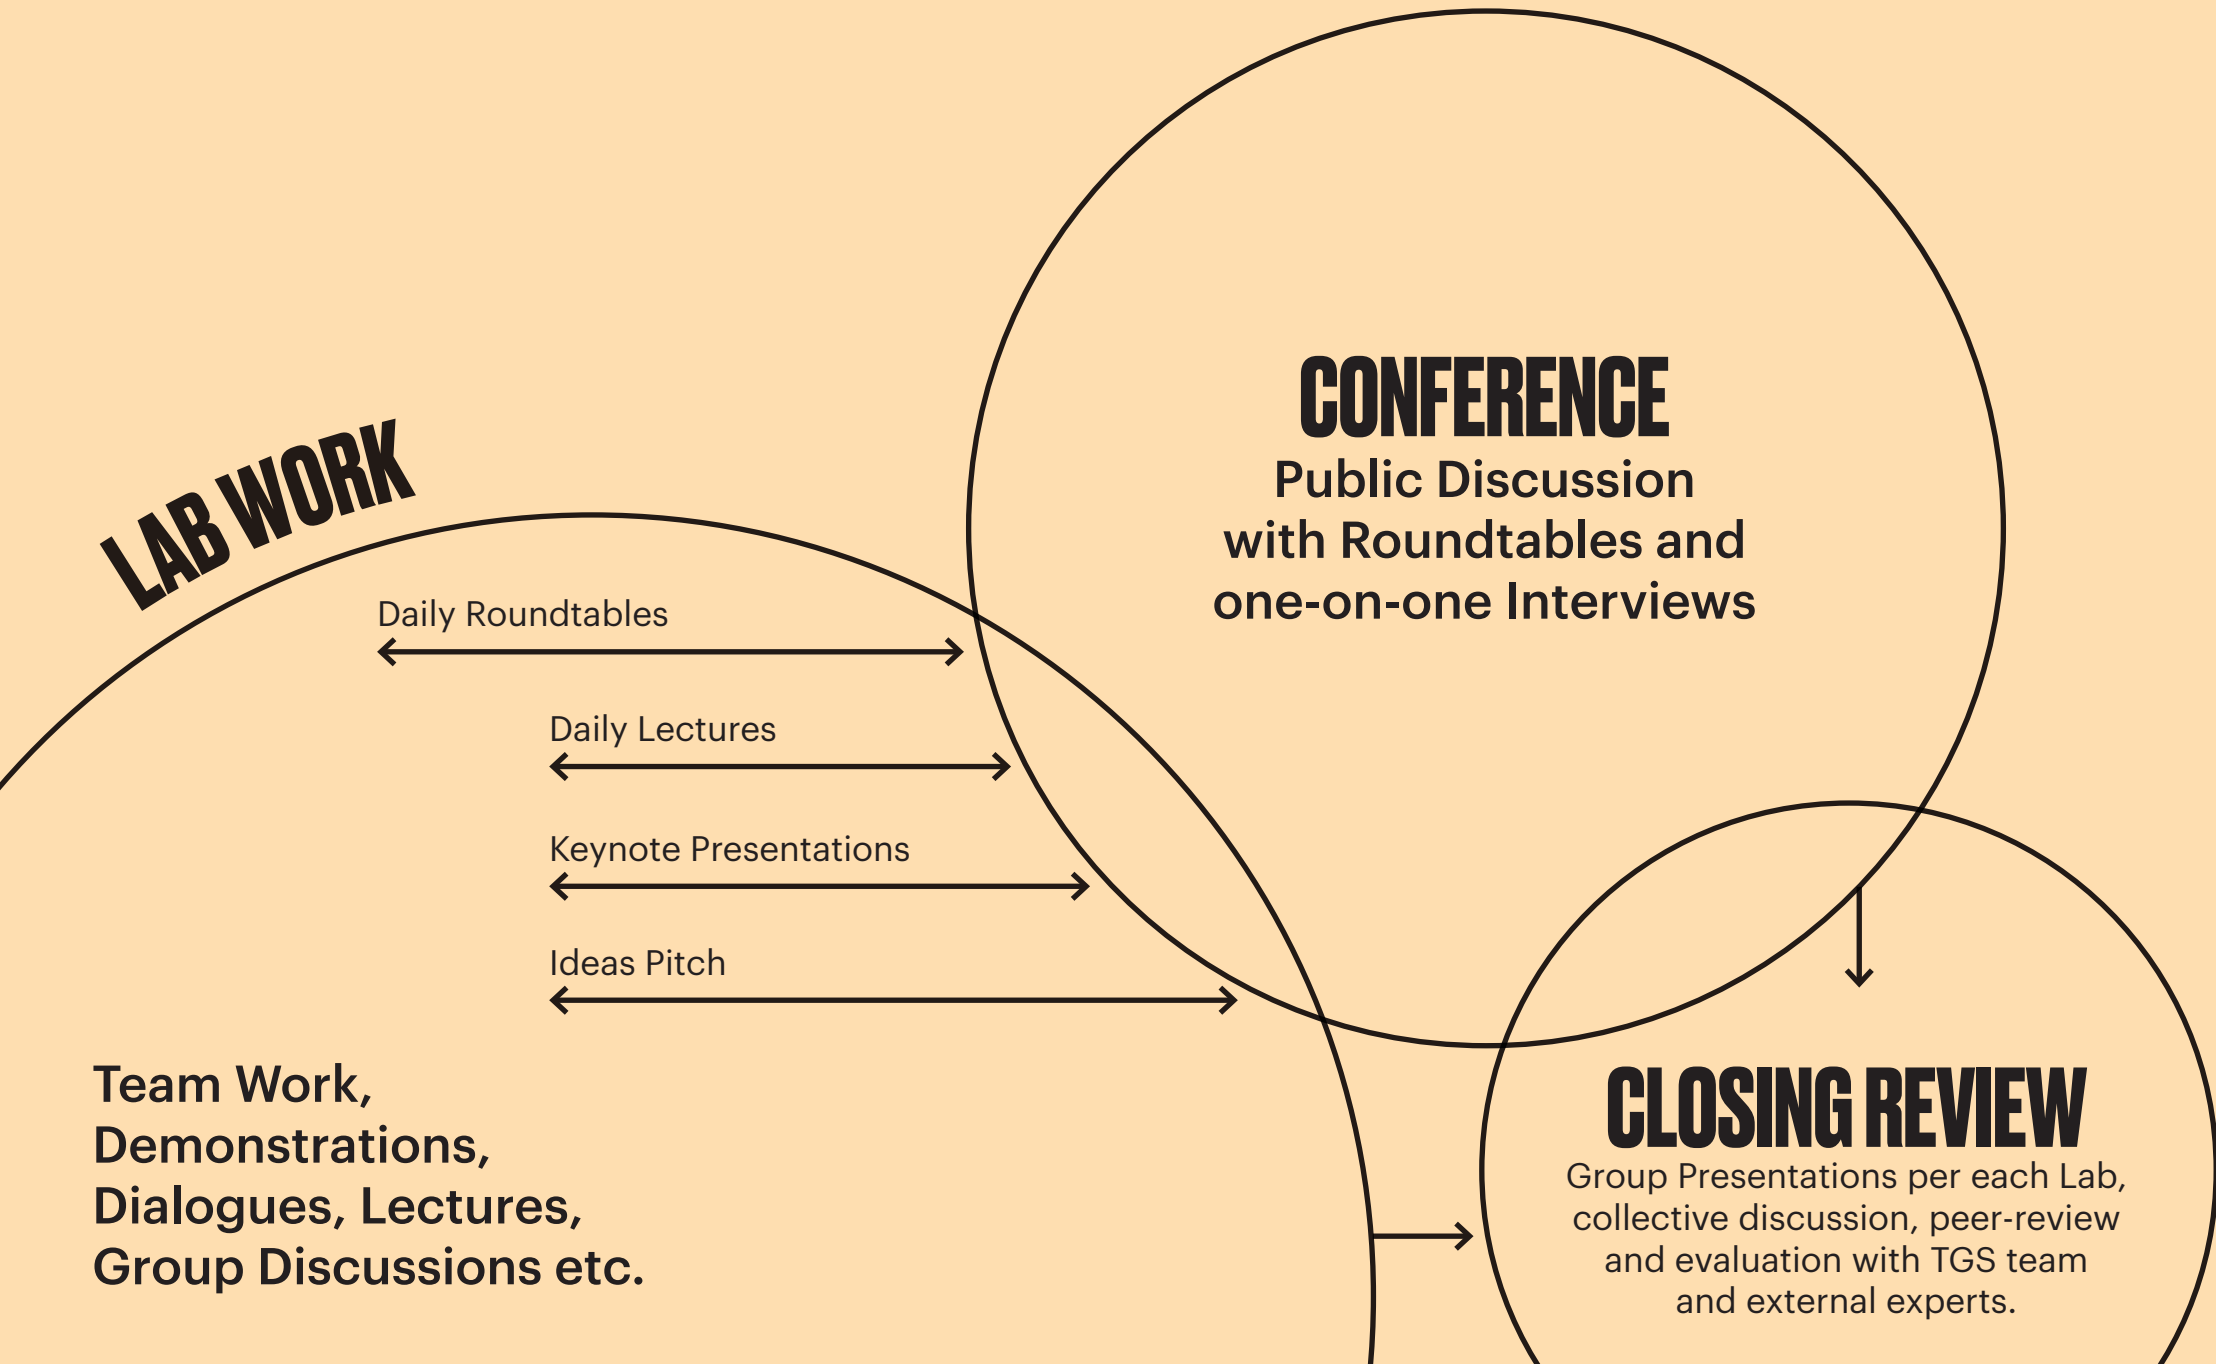 LAB WORK
Daily Roundtables
Daily Lectures
Keynote Presentations
Ideas Pitch
Team Work,
Demonstrations,
Dialogues, Lectures,
Group Discussions etc.
CONFERENCE
Public Discussion
with Roundtables and
one-on-one Interviews
CLOSING REVIEW
Group Presentations per each Lab,
collective discussion, peer-review
and evaluation with TGS team
and external experts.